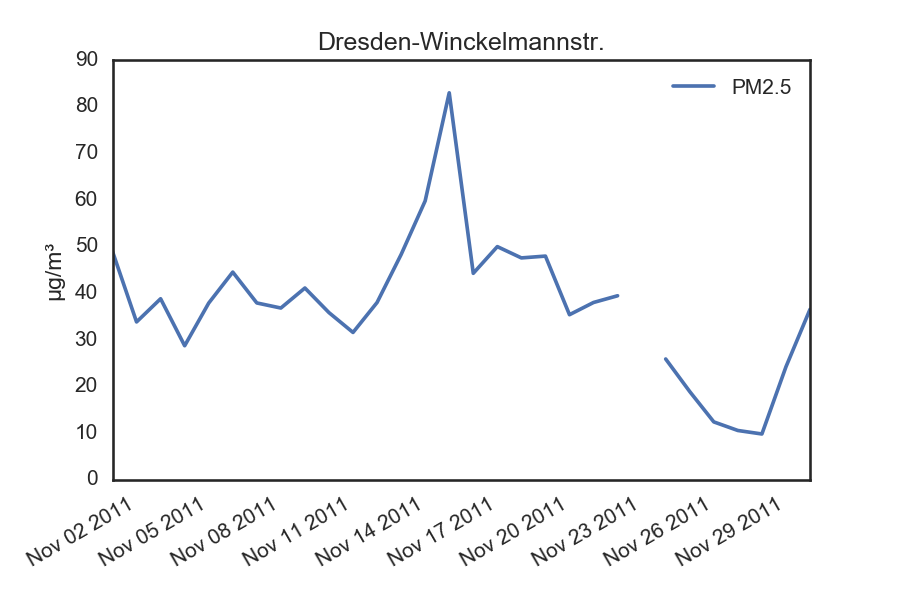 Dresden-Winckelmannstr.
90
80
70
60
50
40
30
20
10
0
µg/m³
PM2.5
Nov 02 2011
Nov 05 2011
Nov 08 2011
Nov 11 2011
Nov 14 2011
Nov 17 2011
Nov 20 2011
Nov 23 2011
Nov 26 2011
Nov 29 2011